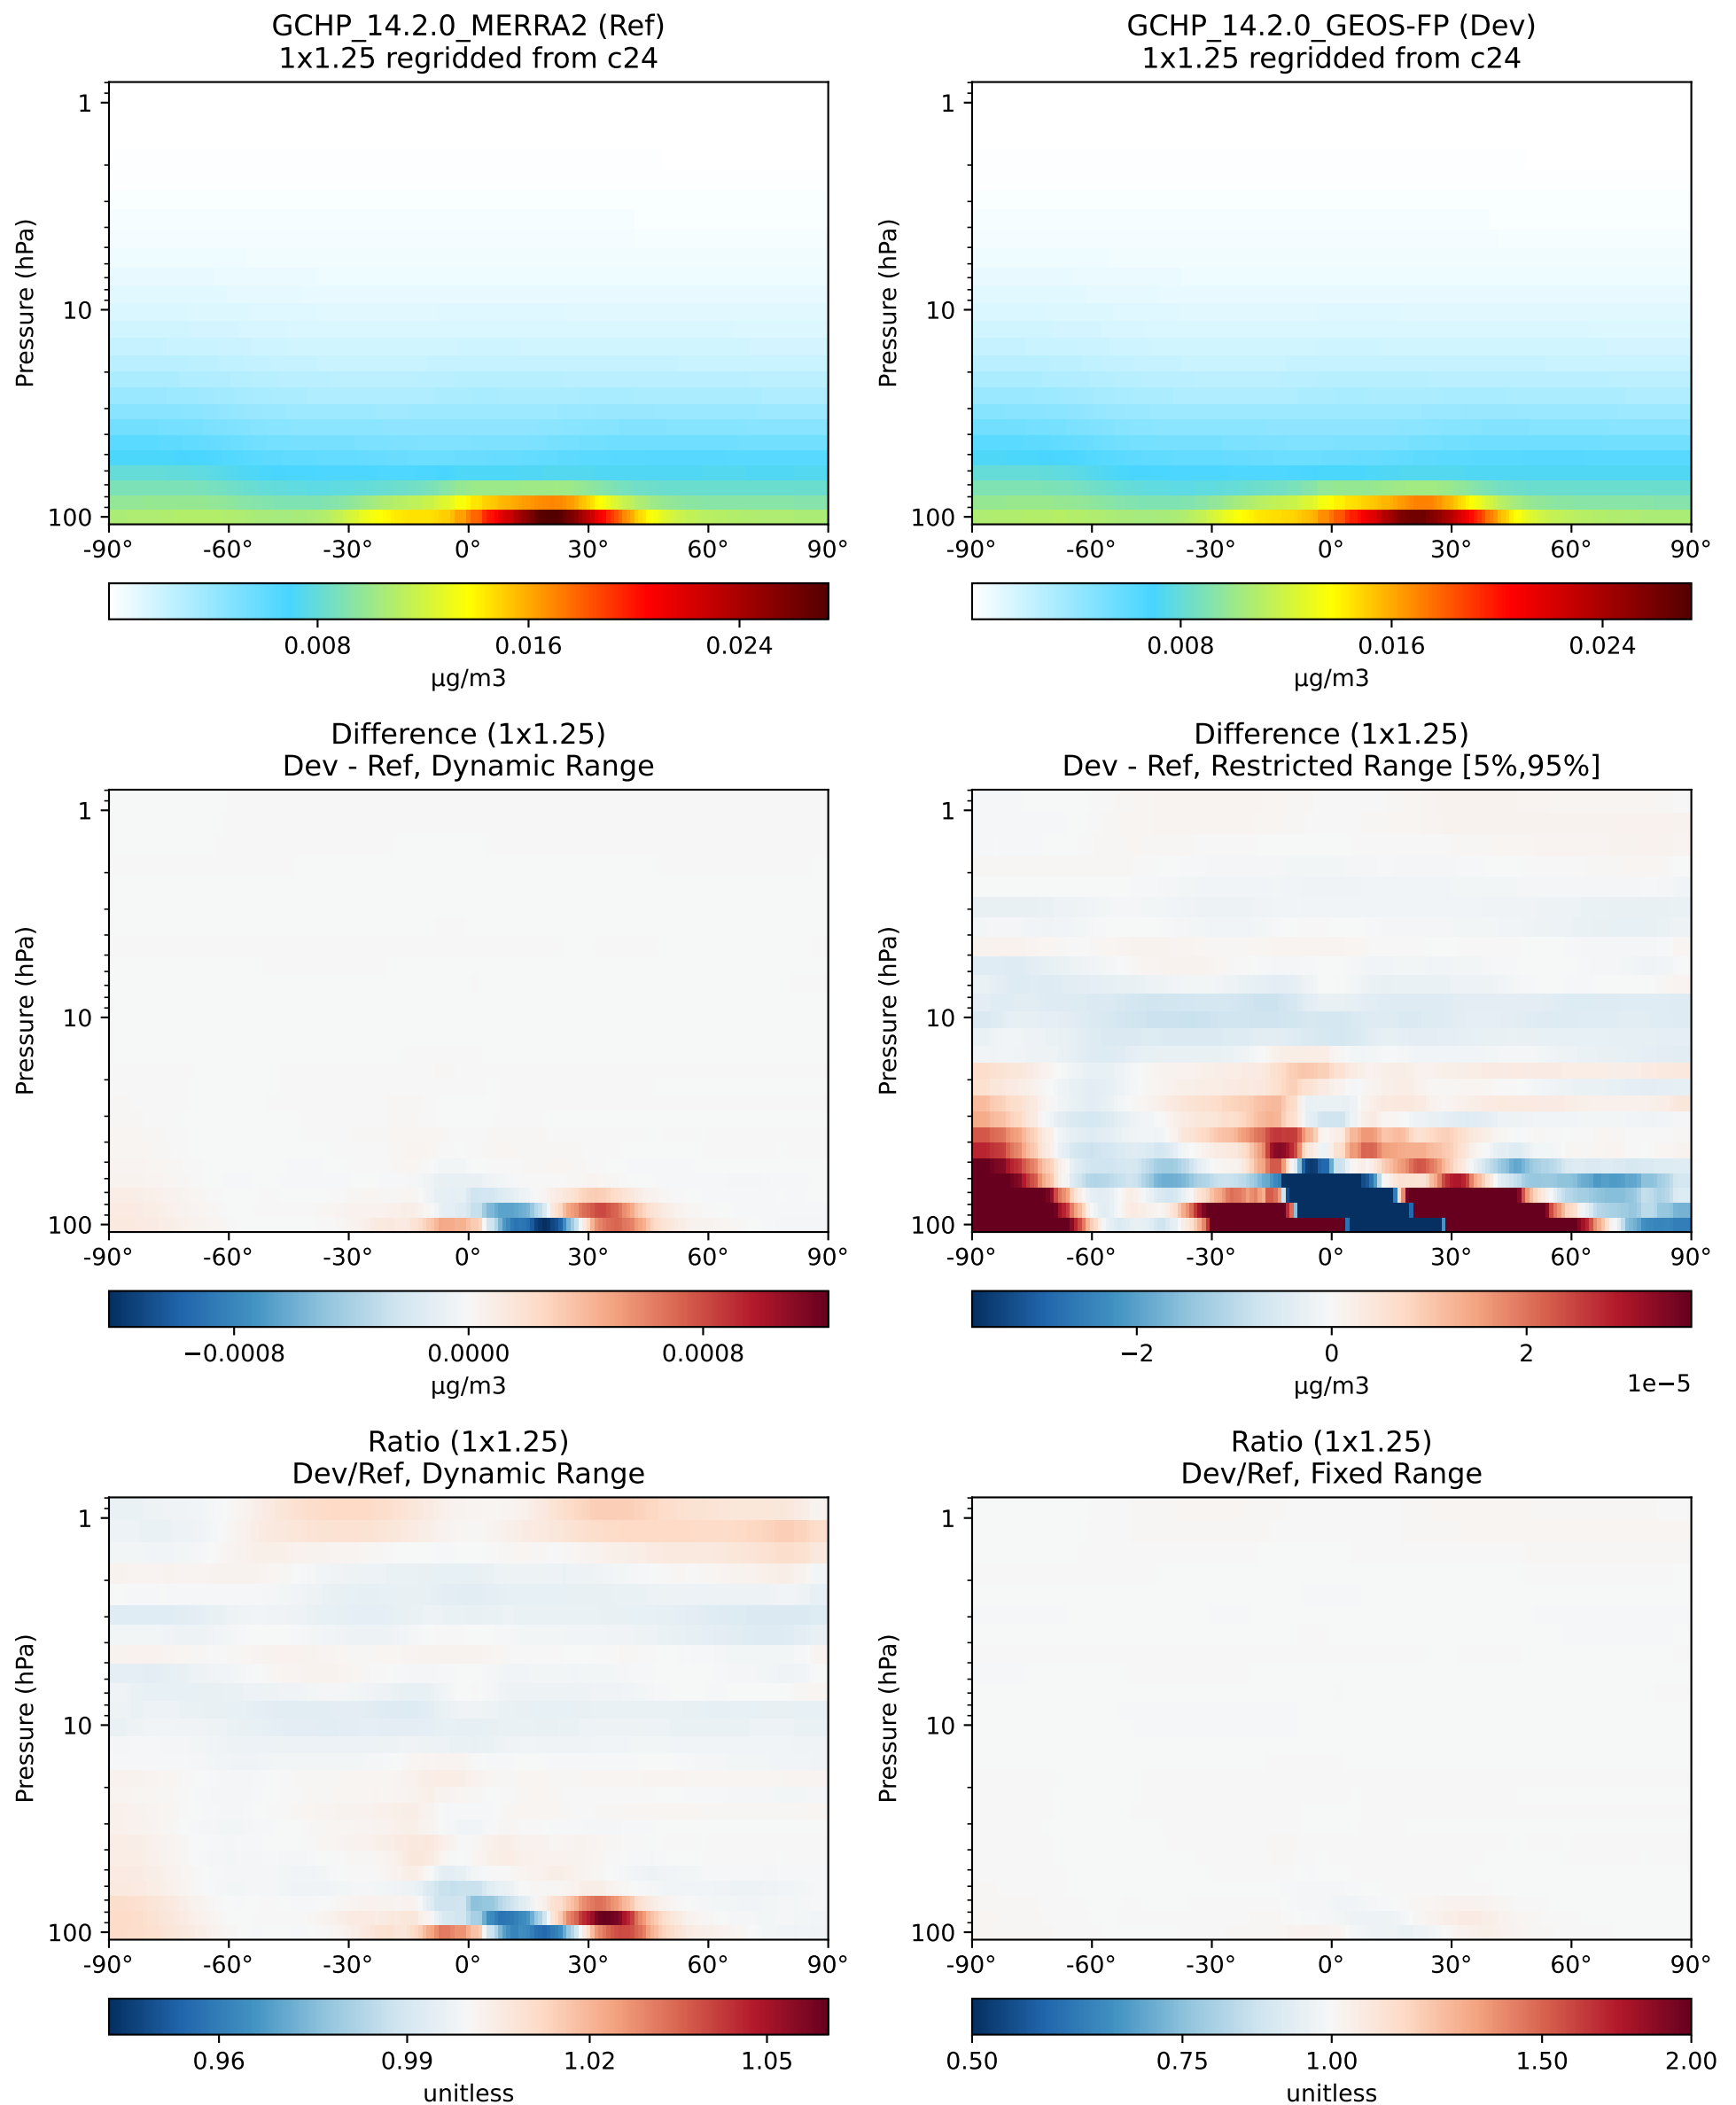 GCHP_14.2.0_MERRA2 (Ref)
1x1.25 regridded from c24
Pressure (hPa)
1
10
100
-90° -60° -30° 0° 30° 60° 90°
0.008 0.016 0.024
µg/m3
GCHP_14.2.0_GEOS-FP (Dev)
1x1.25 regridded from c24
Pressure (hPa)
1
10
100
-90° -60° -30° 0° 30° 60° 90°
0.008 0.016 0.024
µg/m3
Difference (1x1.25)
Dev - Ref, Dynamic Range
Pressure (hPa)
1
10
100
-90° -60° -30° 0° 30° 60° 90°
−0.0008 0.0000 0.0008
µg/m3
Difference (1x1.25)
Dev - Ref, Restricted Range [5%,95%]
Pressure (hPa)
1
10
100
-90° -60° -30° 0° 30° 60° 90°
−2 0 2
µg/m3
1e−5
Ratio (1x1.25)
Dev/Ref, Dynamic Range
Pressure (hPa)
1
10
100
-90° -60° -30° 0° 30° 60° 90°
0.96 0.99 1.02 1.05
unitless
Ratio (1x1.25)
Dev/Ref, Fixed Range
Pressure (hPa)
1
10
100
-90° -60° -30° 0° 30° 60° 90°
0.50 0.75 1.00 1.50 2.00
unitless